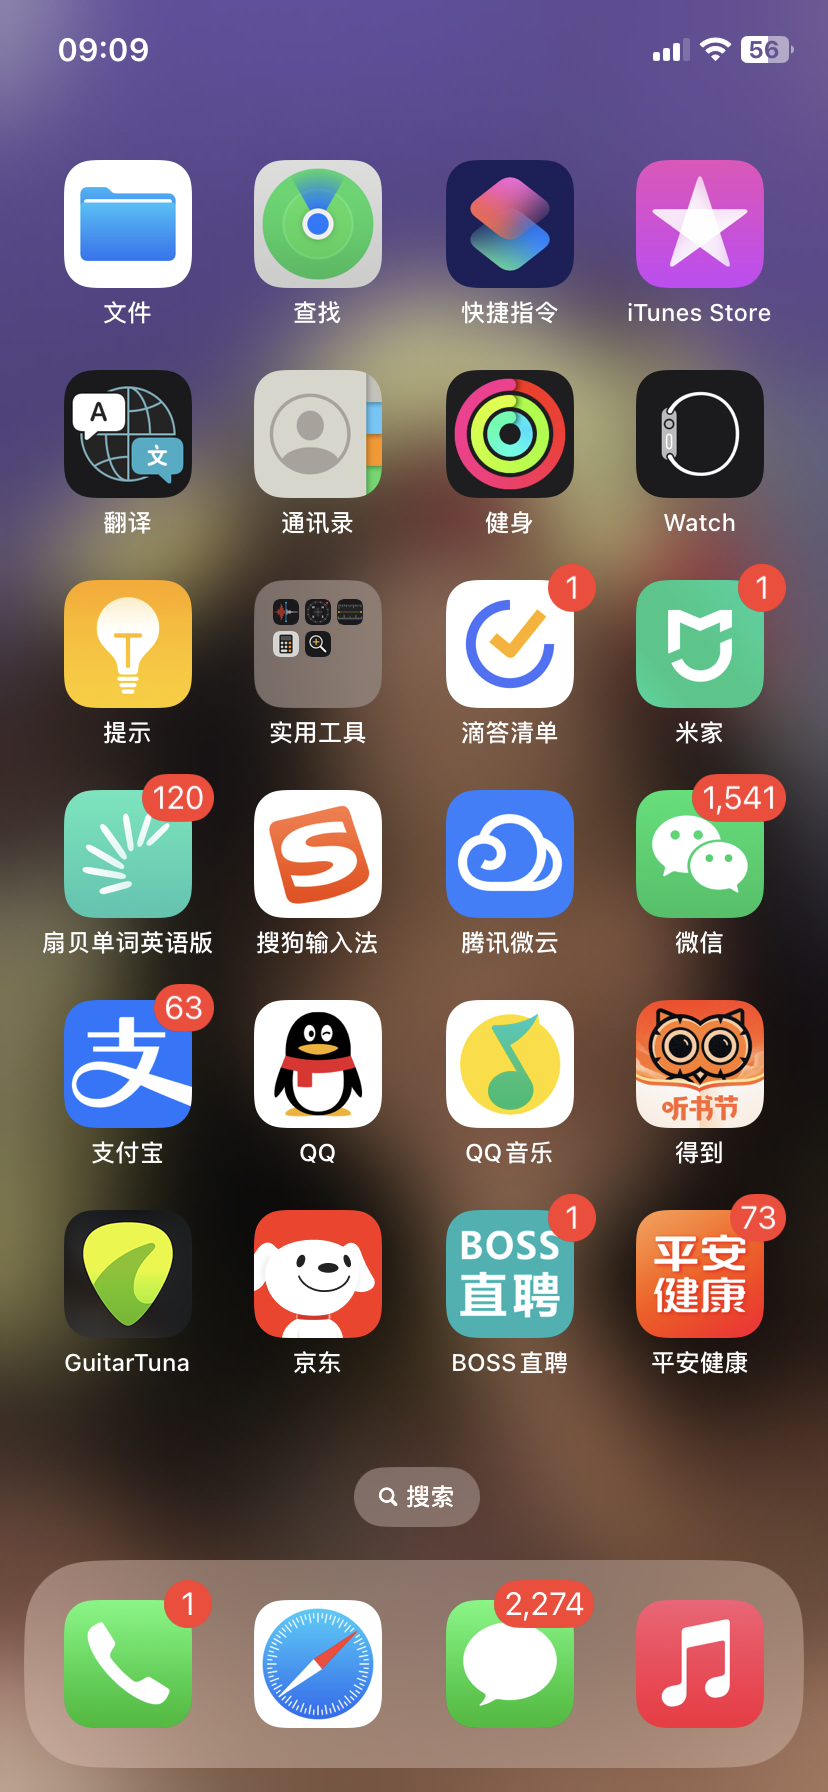 09:09
56
文件
查找
快捷指令
iTunes Store
A
文
翻译
通讯录
健身
Watch
提示
实用工具
1
滴答清单
1
米家
120
扇贝单词英语版
搜狗输入法
腾讯微云
1,541
微信
63
支
支付宝
QQ
QQ音乐
听书节
得到
GuitarTuna
京东
1
BOSS
直聘
BOSS直聘
73
平安
健康
平安健康
搜索
1
2,274